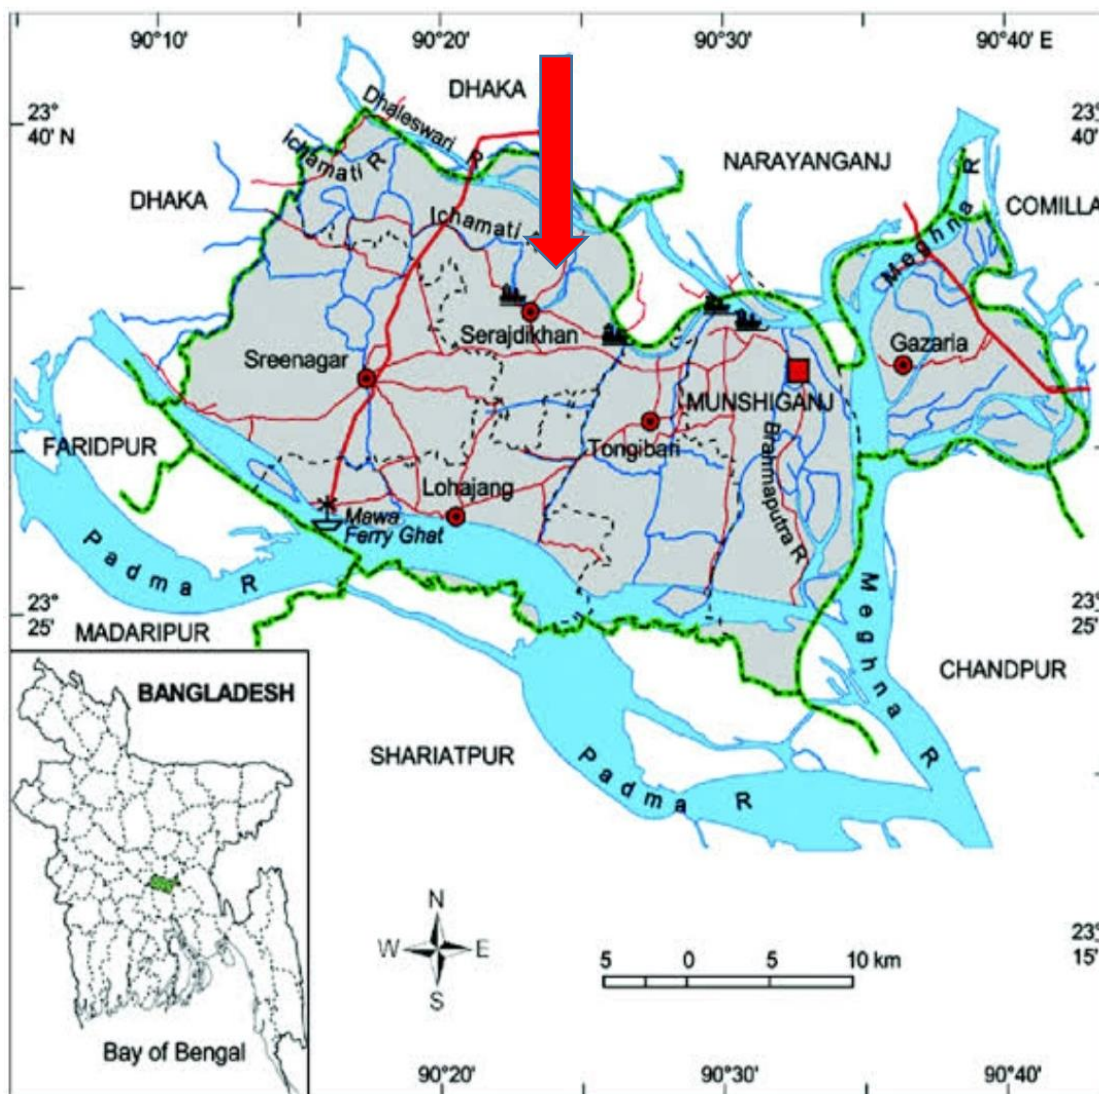 90°10'
90°20'
90°30'
90°40' E
23°
40' N
23°
40'
DHAKA
Dhaleswari R
Ichamati R
NARAYANGANJ
DHAKA
Ichamati
Meghna R
COMILLA
Serajdikhan
Sreenagar
Gazaria
MUNSHIGANJ
Tongibari
FARIDPUR
Brahmaputra R
Lohajang
Mawa
Ferry Ghat
Padma R
23°
25'
23°
25'
MADARIPUR
Meghna R
CHANDPUR
BANGLADESH
SHARIATPUR
Padma R
N
W E
S
23°
15'
5 0 5 10 km
Bay of Bengal
90°20'
90°30'
90°40'